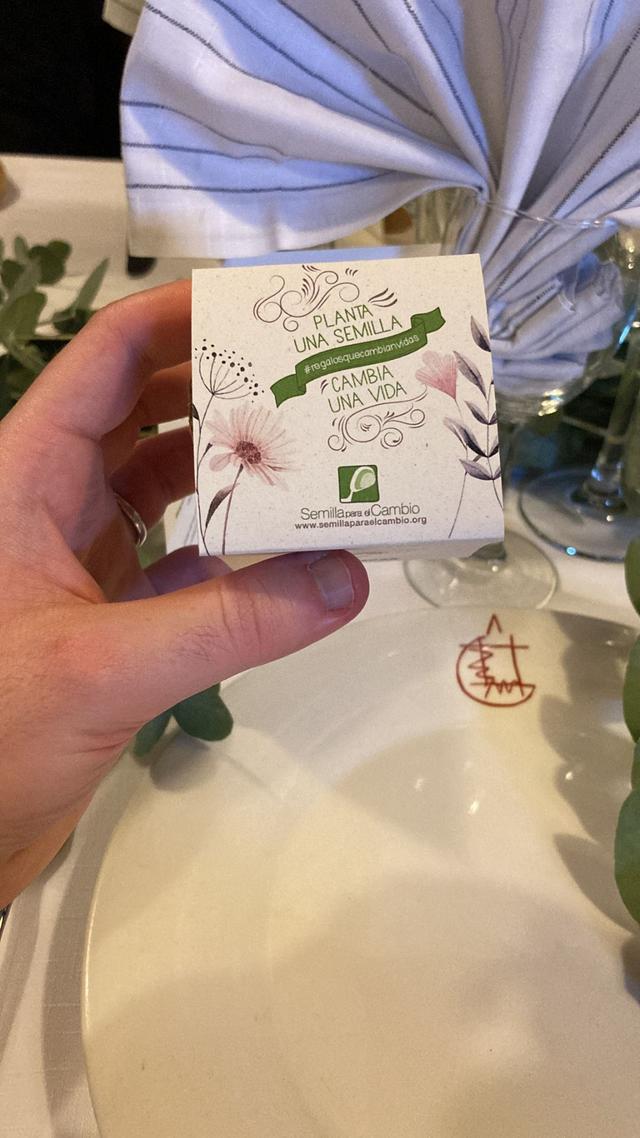 PLANTA
UNA SEMILLA
#regalosquecambianvidas
CAMBIA
UNA VIDA
Semilla para el Cambio
www.semillaparaelcambio.org